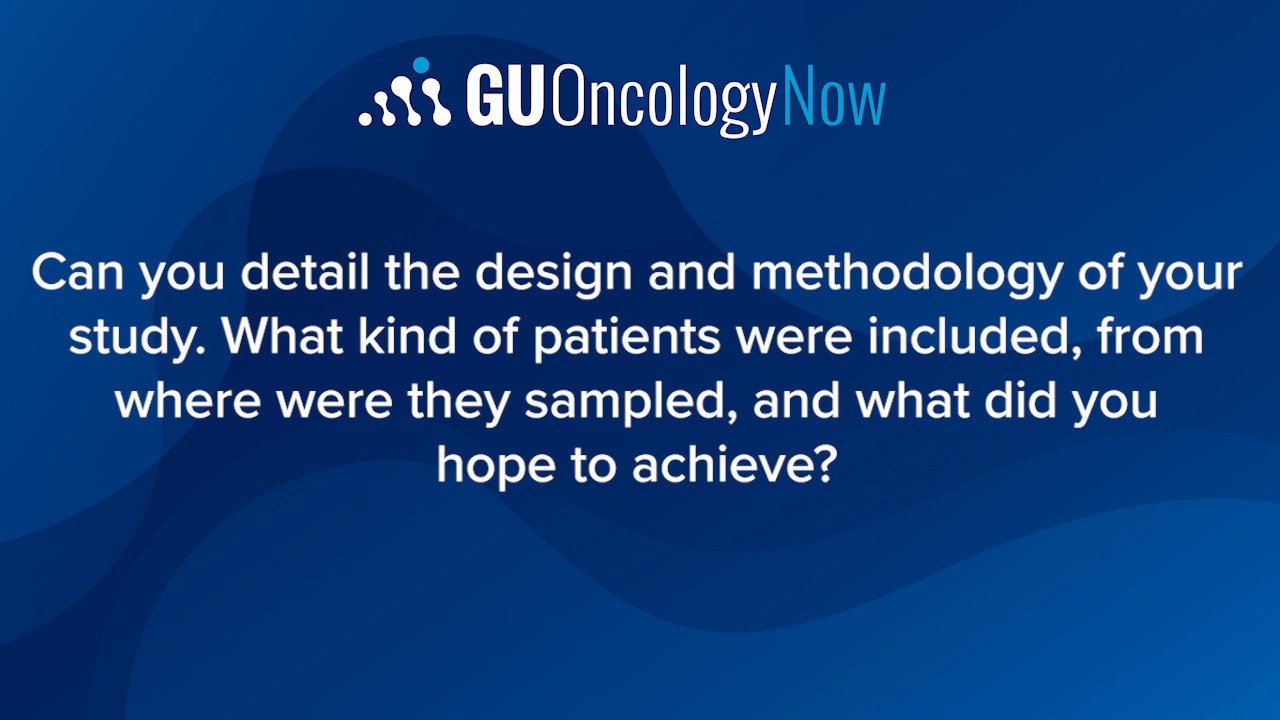 GUOncologyNow
Can you detail the design and methodology of your
study. What kind of patients were included, from
where were they sampled, and what did you
hope to achieve?